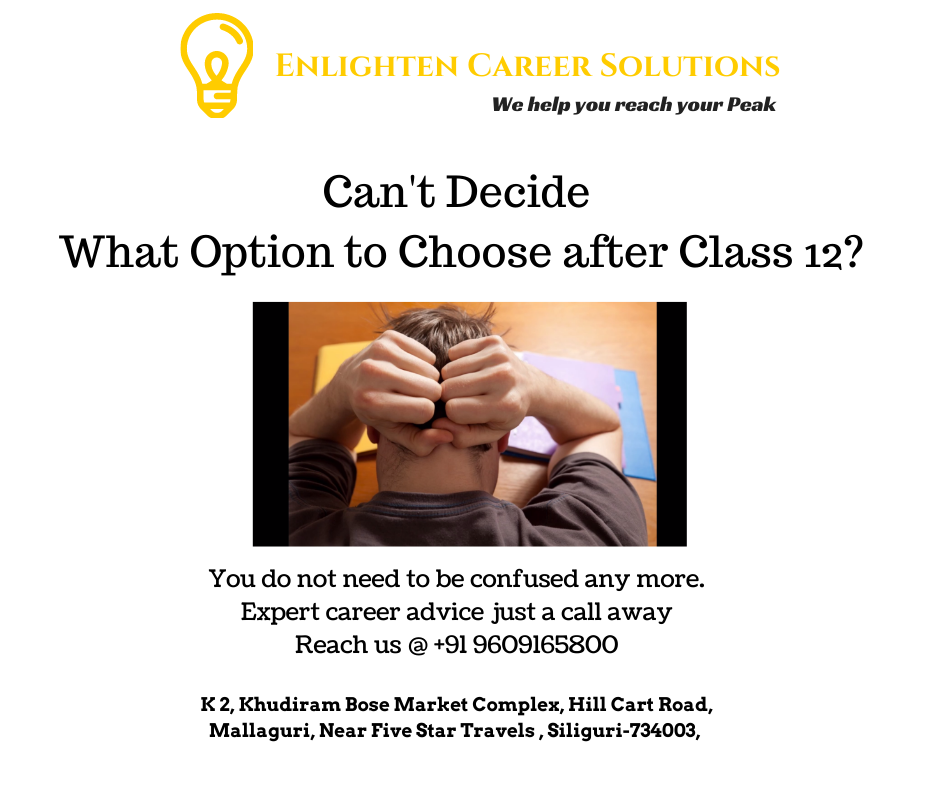 Enlighten Career Solutions
We help you reach your Peak
Can't Decide
What Option to Choose after Class 12?
You do not need to be confused any more.
Expert career advice just a call away
Reach us @ +91 9609165800
K 2, Khudiram Bose Market Complex, Hill Cart Road,
Mallaguri, Near Five Star Travels , Siliguri-734003,